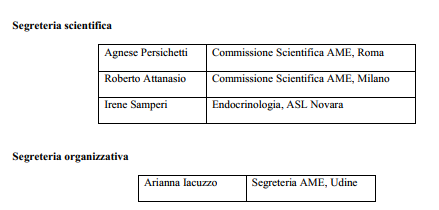 Segreteria scientifica
Agnese Persichetti Commissione Scientifica AME, Roma
Roberto Attanasio Commissione Scientifica AME, Milano
Irene Samperi Endocrinologia, ASL Novara
Segreteria organizzativa
Arianna Iacuzzo Segreteria AME, Udine